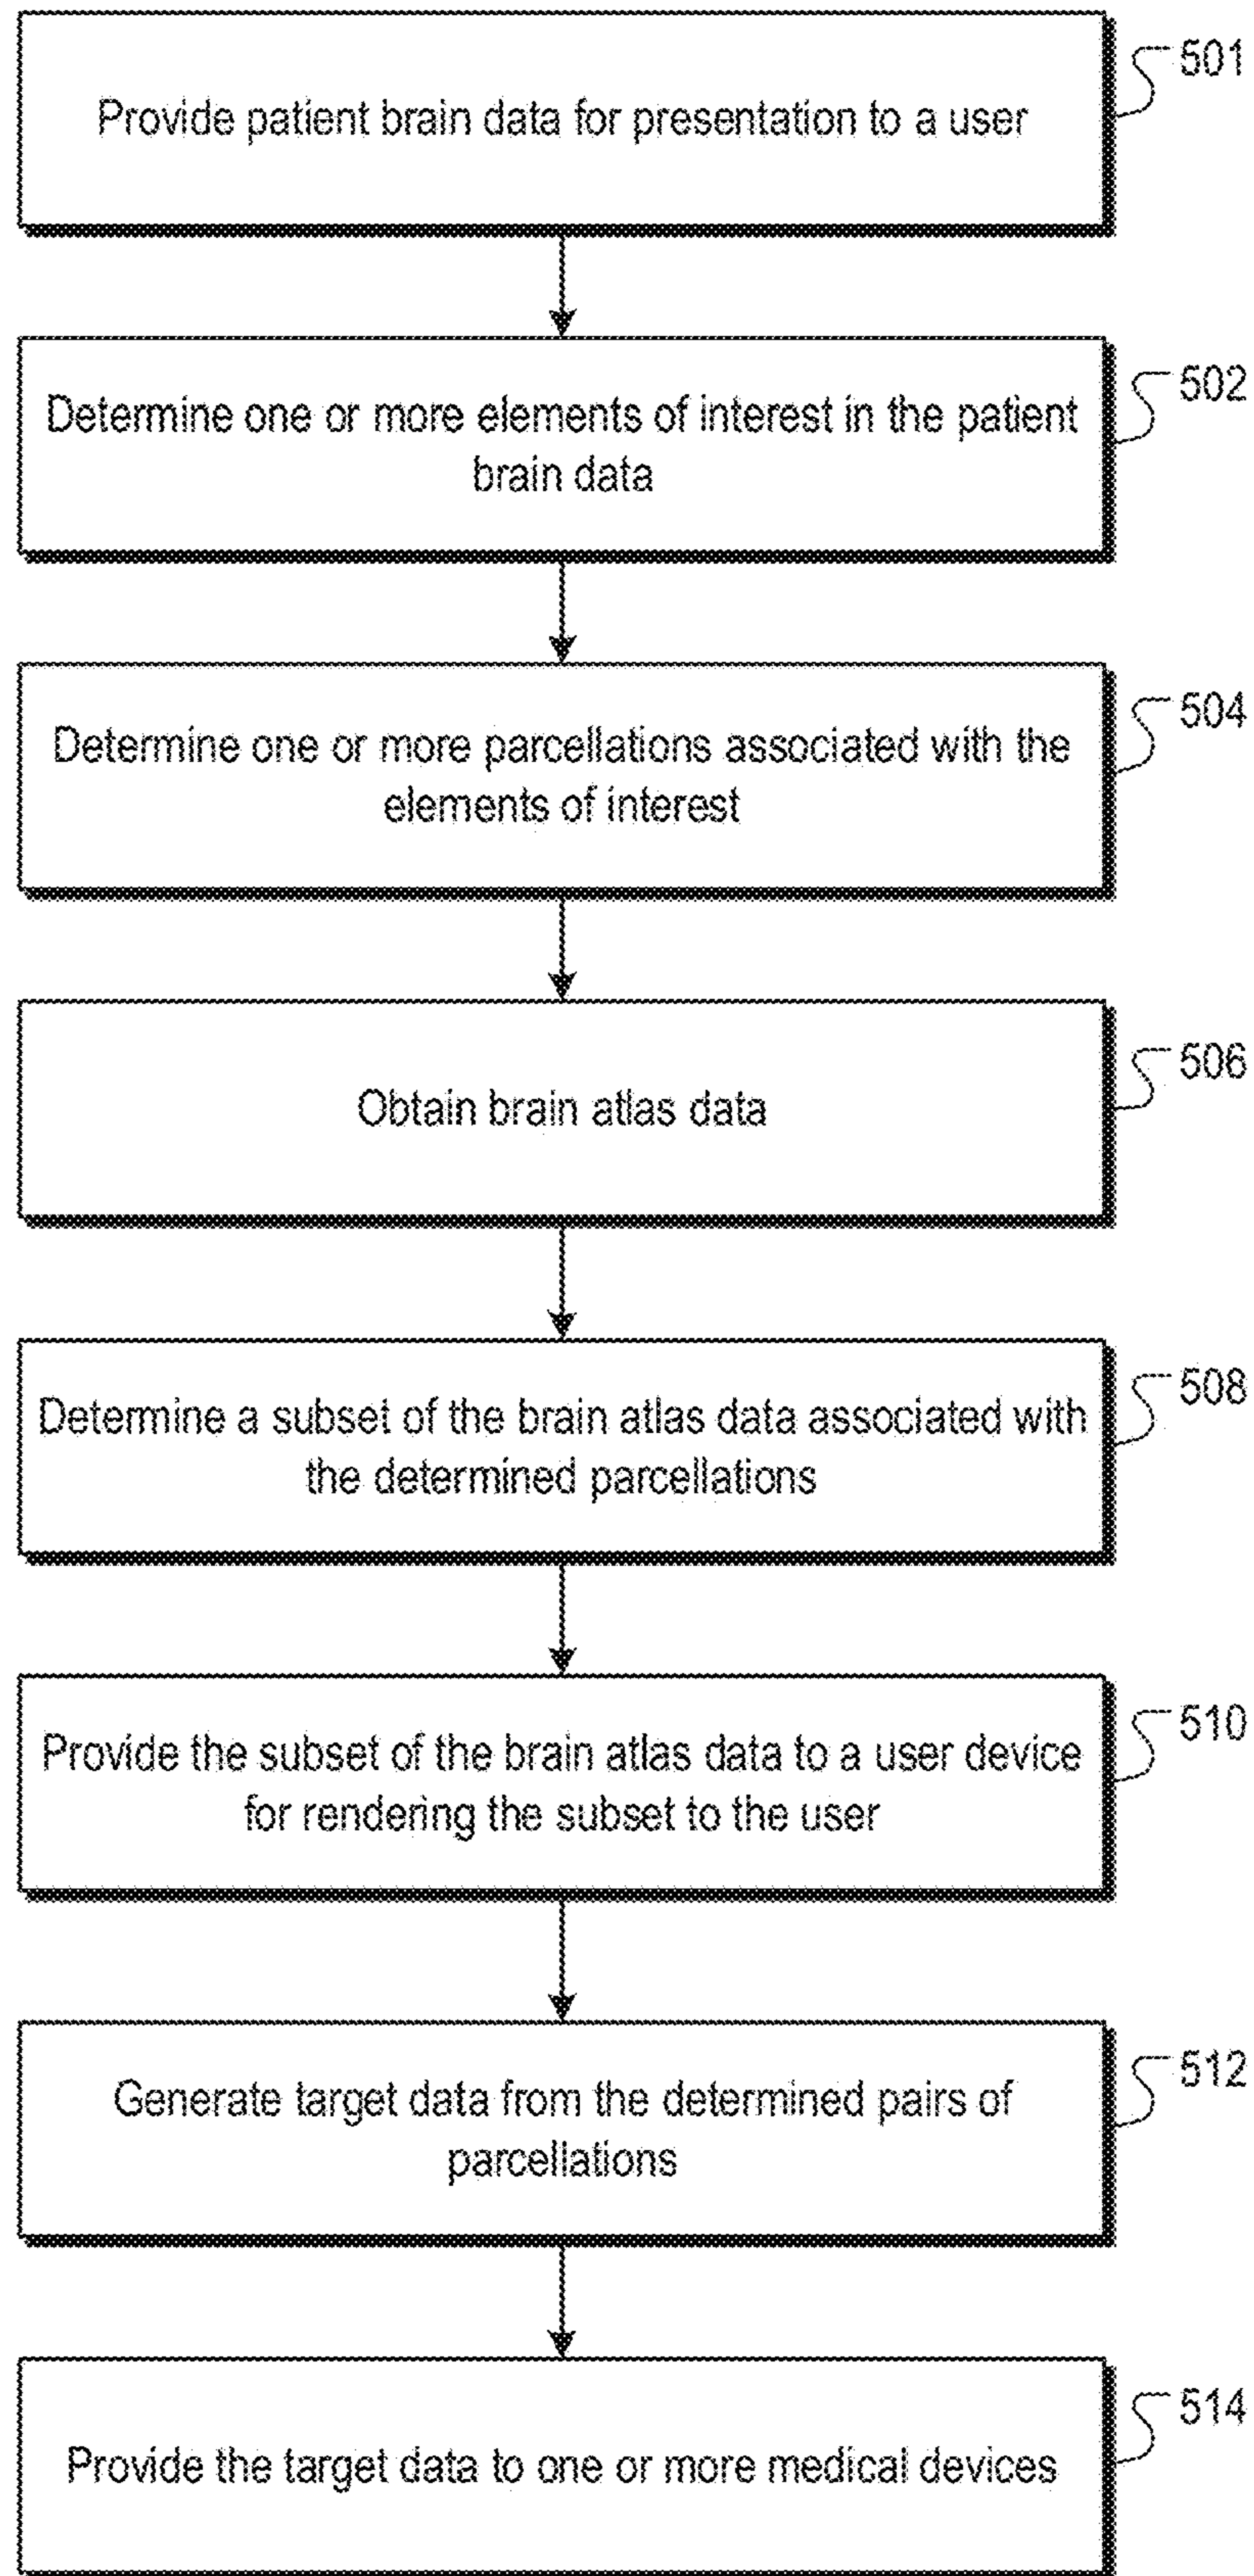 Provide patient brain data for presentation to a user
501
Determine one or more elements of interest in the patient
brain data
502
Determine one or more parcellations associated with the
elements of interest
504
Obtain brain atlas data
506
Determine a subset of the brain atlas data associated with
the determined parcellations
508
Provide the subset of the brain atlas data to a user device
for rendering the subset to the user
510
Generate target data from the determined pairs of
parcellations
512
Provide the target data to one or more medical devices
514